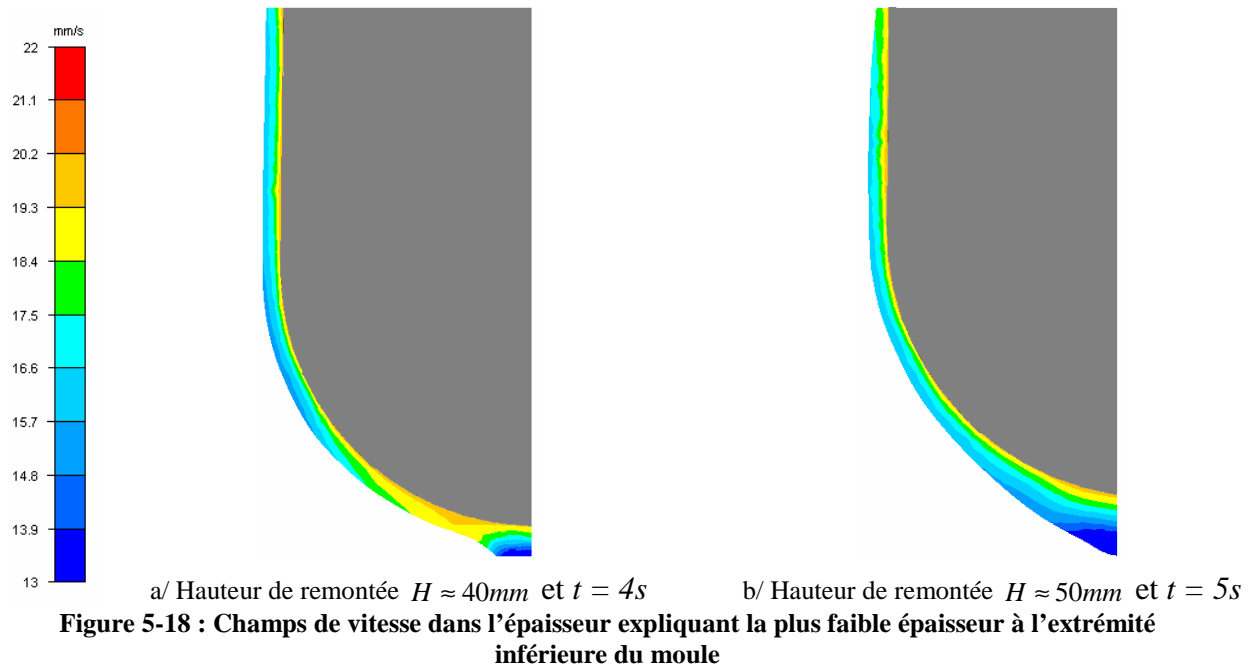 mm/s
22
21.1
20.2
19.3
18.4
17.5
16.6
15.7
14.8
13.9
13
a/ Hauteur de remontée H ≈ 40mm et t = 4s
b/ Hauteur de remontée H ≈ 50mm et t = 5s
Figure 5-18 : Champs de vitesse dans l’épaisseur expliquant la plus faible épaisseur à l’extrémité
inférieure du moule